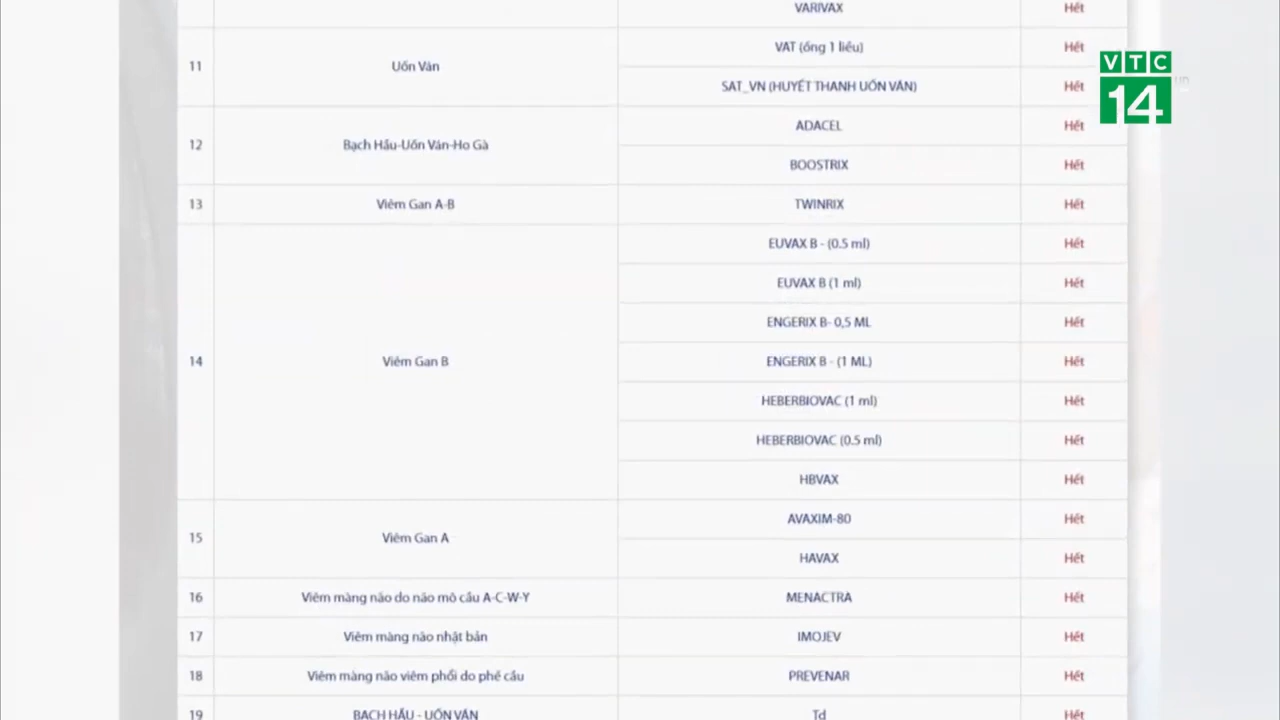 VARIVAX Hết
11 Uốn Ván VAT (ống 1 liều) Hết
SAT_VN (HUYẾT THANH UỐN VÁN) Hết
12 Bạch Hầu-Uốn Ván-Ho Gà ADACEL Hết
BOOSTRIX Hết
13 Viêm Gan A-B TWINRIX Hết
14 Viêm Gan B EUVAX B - (0.5 ml) Hết
EUVAX B (1 ml) Hết
ENGERIX B- 0,5 ML Hết
ENGERIX B - (1 ML) Hết
HEBERBIOVAC (1 ml) Hết
HEBERBIOVAC (0.5 ml) Hết
HBVAX Hết
15 Viêm Gan A AVAXIM-80 Hết
HAVAX Hết
16 Viêm màng não do não mô cầu A-C-W-Y MENACTRA Hết
17 Viêm màng não nhật bản IMOJEV Hết
18 Viêm màng não viêm phổi do phế cầu PREVENAR Hết
19 BẠCH HẦU - UỐN VÁN Td Hết
VTC
14